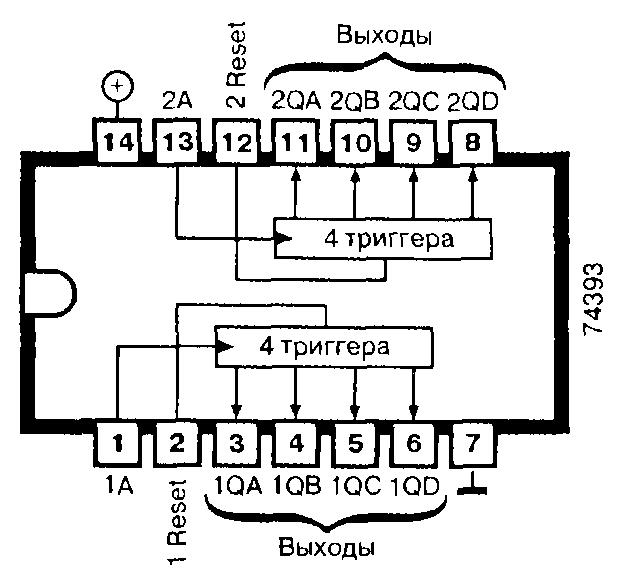 Выходы
2A
2 Reset
2QA 2QB 2QC 2QD
14 13 12 11 10 9 8
4 триггера
74393
4 триггера
1 2 3 4 5 6 7
1A
1 Reset
1QA 1QB 1QC 1QD
Выходы